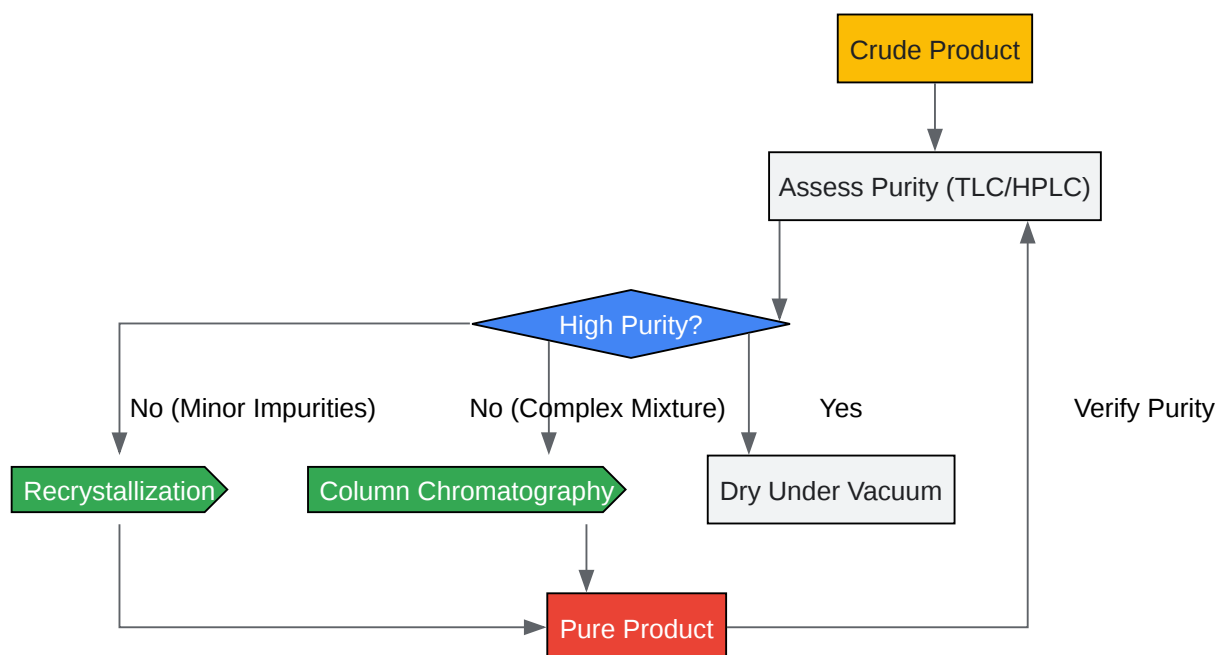 Crude Product
Assess Purity (TLC/HPLC)
High Purity?
No (Minor Impurities)
No (Complex Mixture)
Yes
Verify Purity
Recrystallization
Column Chromatography
Dry Under Vacuum
Pure Product